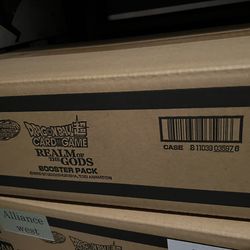 DRAGON BALL
SUPER
CARD GAME
REALM OF
THE GODS
BOOSTER PACK
CASE 8 11039 03597 6
Alliance
west